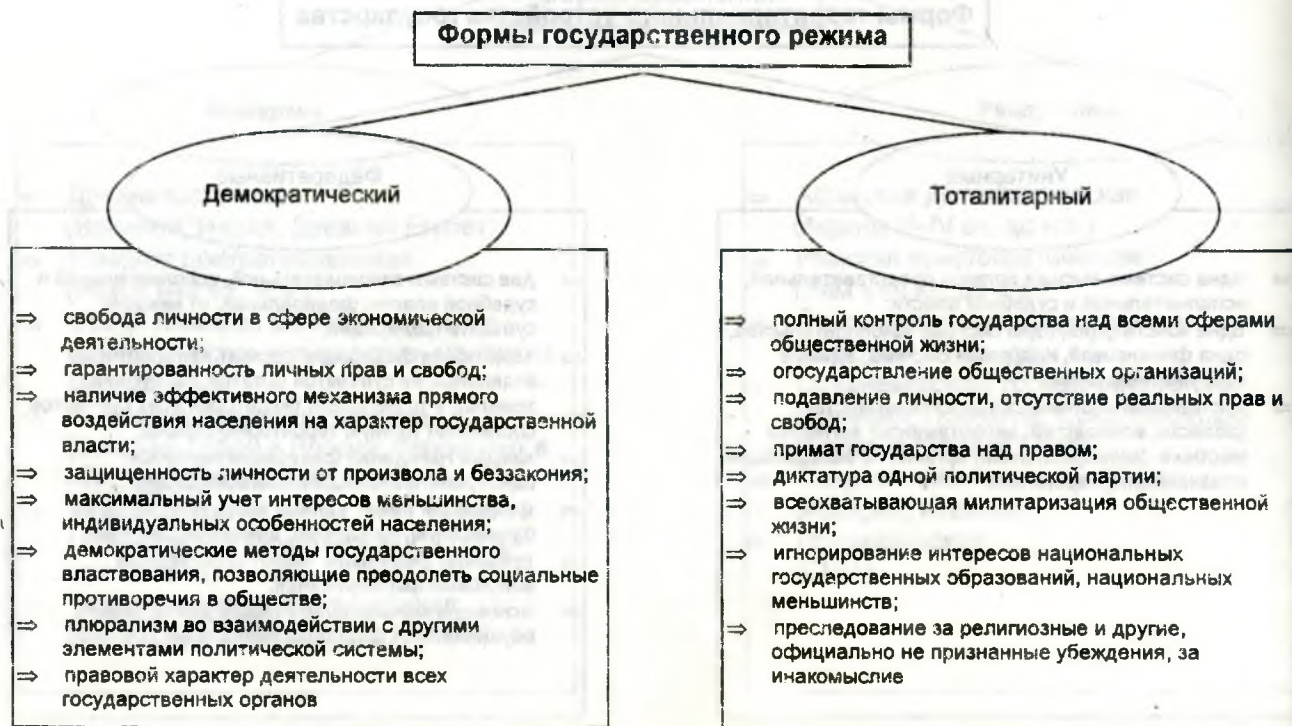 Формы государственного режима
Демократический
⇒ свобода личности в сфере экономической
деятельности;
⇒ гарантированность личных прав и свобод;
⇒ наличие эффективного механизма прямого
воздействия населения на характер государственной
власти;
⇒ защищенность личности от произвола и беззакония;
⇒ максимальный учет интересов меньшинства,
индивидуальных особенностей населения;
⇒ демократические методы государственного
властвования, позволяющие преодолеть социальные
противоречия в обществе;
⇒ плюрализм во взаимодействии с другими
элементами политической системы;
⇒ правовой характер деятельности всех
государственных органов
Тоталитарный
⇒ полный контроль государства над всеми сферами
общественной жизни;
⇒ огосударствление общественных организаций;
⇒ подавление личности, отсутствие реальных прав и
свобод;
⇒ примат государства над правом;
⇒ диктатура одной политической партии;
⇒ всеохватывающая милитаризация общественной
жизни;
⇒ игнорирование интересов национальных
государственных образований, национальных
меньшинств;
⇒ преследование за религиозные и другие,
официально не признанные убеждения, за
инакомыслие